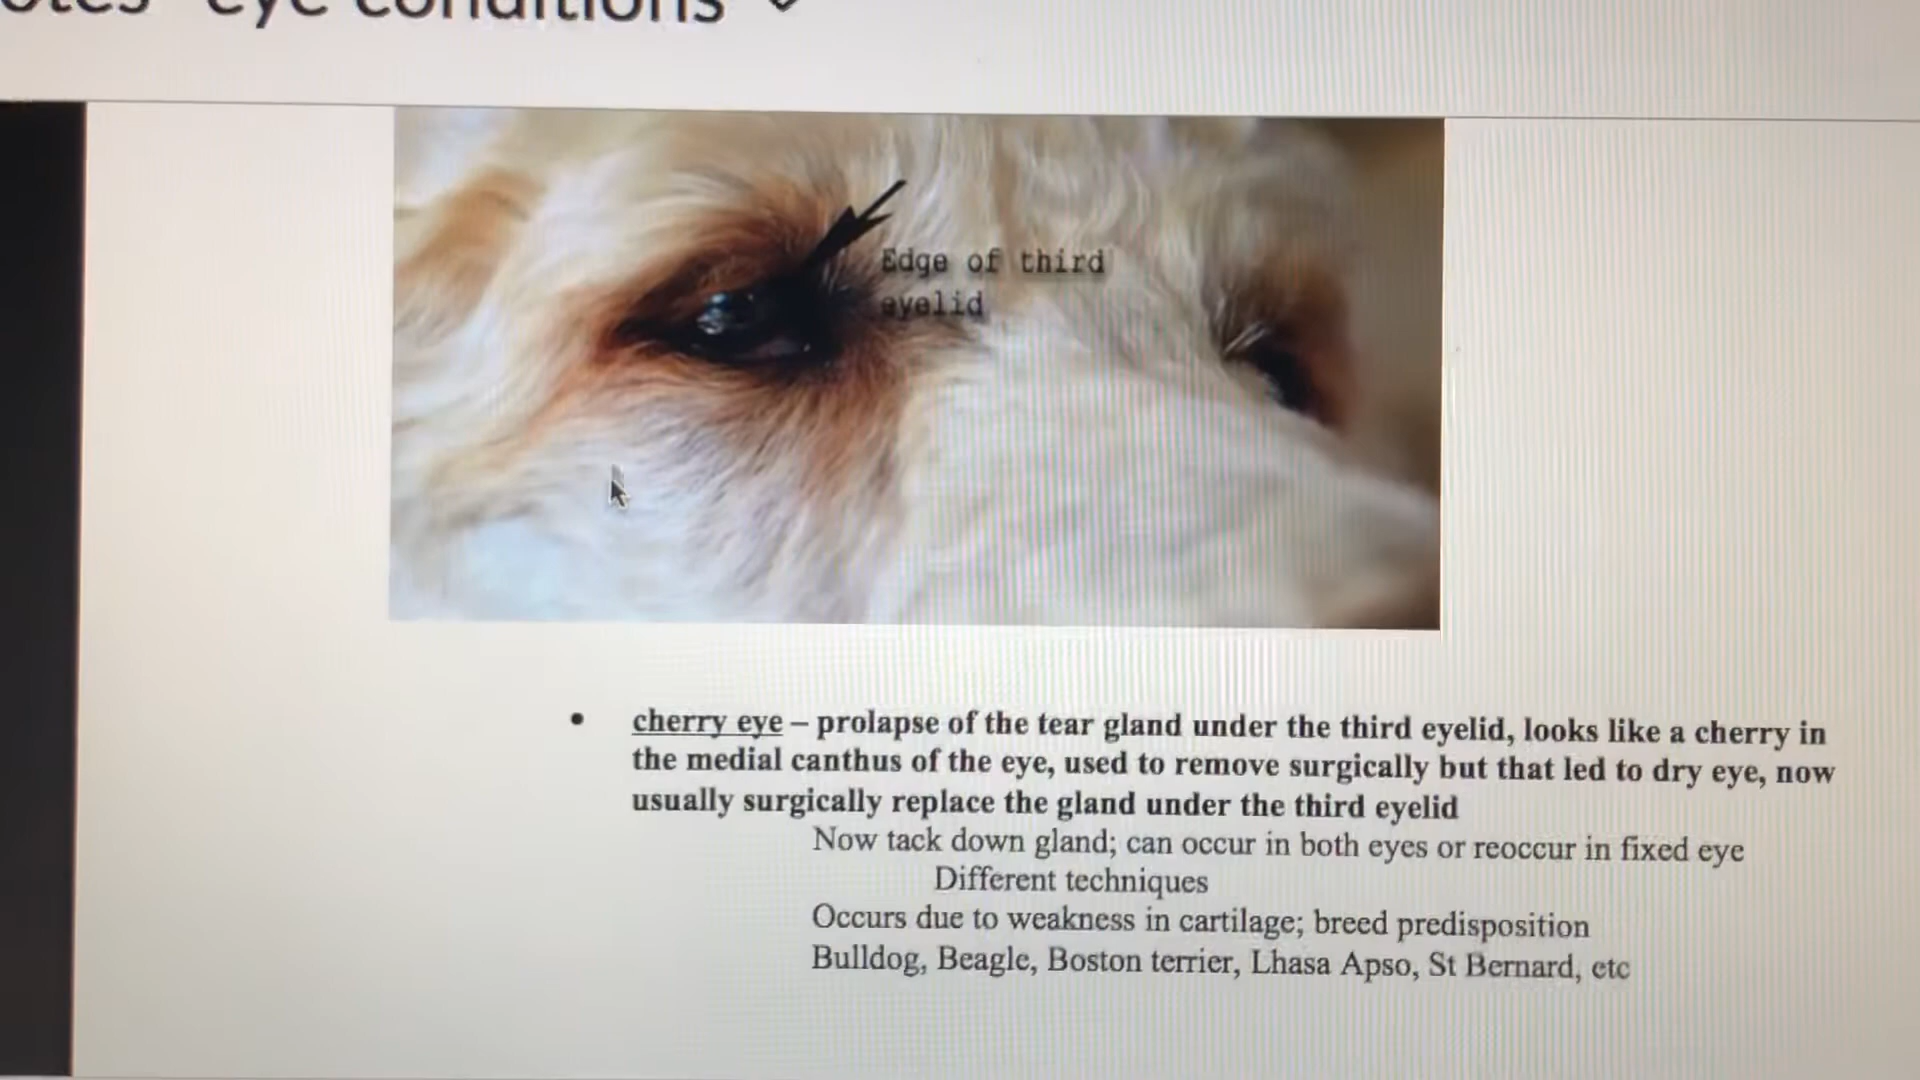 eye conditions
Edge of third
eyelid
• cherry eye – prolapse of the tear gland under the third eyelid, looks like a cherry in
the medial canthus of the eye, used to remove surgically but that led to dry eye, now
usually surgically replace the gland under the third eyelid
Now tack down gland; can occur in both eyes or reoccur in fixed eye
Different techniques
Occurs due to weakness in cartilage; breed predisposition
Bulldog, Beagle, Boston terrier, Lhasa Apso, St Bernard, etc